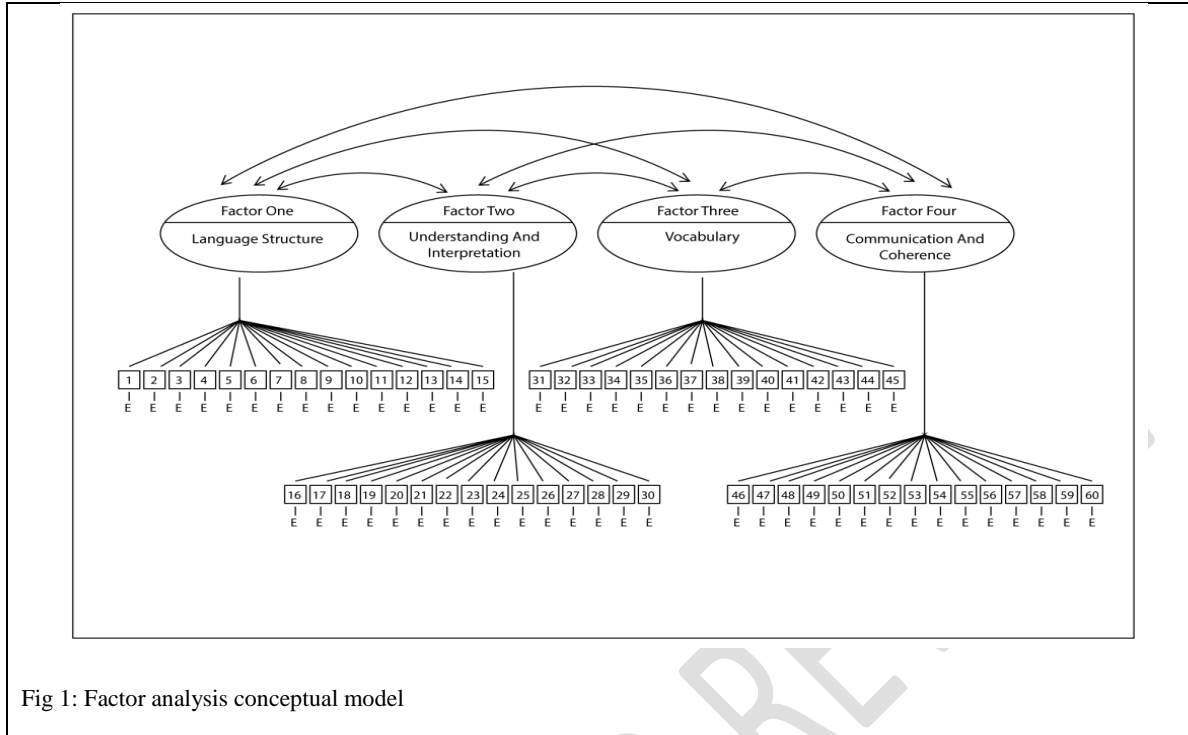 Factor One
Factor Two
Factor Three
Factor Four
Language Structure
Understanding And
Interpretation
Vocabulary
Communication And
Coherence
1 2 3 4 5 6 7 8 9 10 11 12 13 14 15
31 32 33 34 35 36 37 38 39 40 41 42 43 44 45
E E E E E E E E E E E E E E E
E E E E E E E E E E E E E E E
16 17 18 19 20 21 22 23 24 25 26 27 28 29 30
46 47 48 49 50 51 52 53 54 55 56 57 58 59 60
E E E E E E E E E E E E E E E
E E E E E E E E E E E E E E E
Fig 1: Factor analysis conceptual model